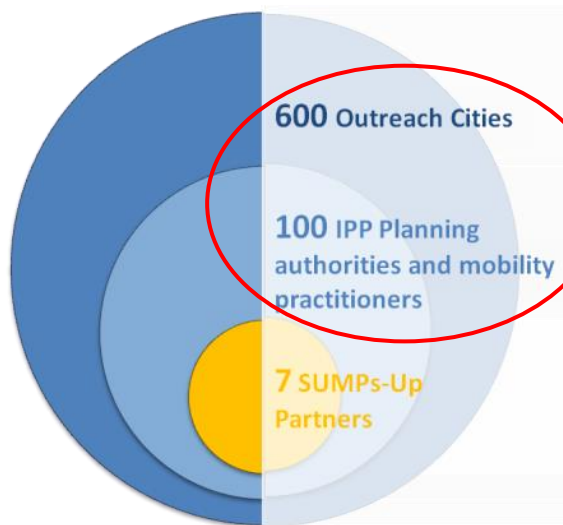 600 Outreach Cities
100 IPP Planning
authorities and mobility
practitioners
7 SUMPs-Up
Partners